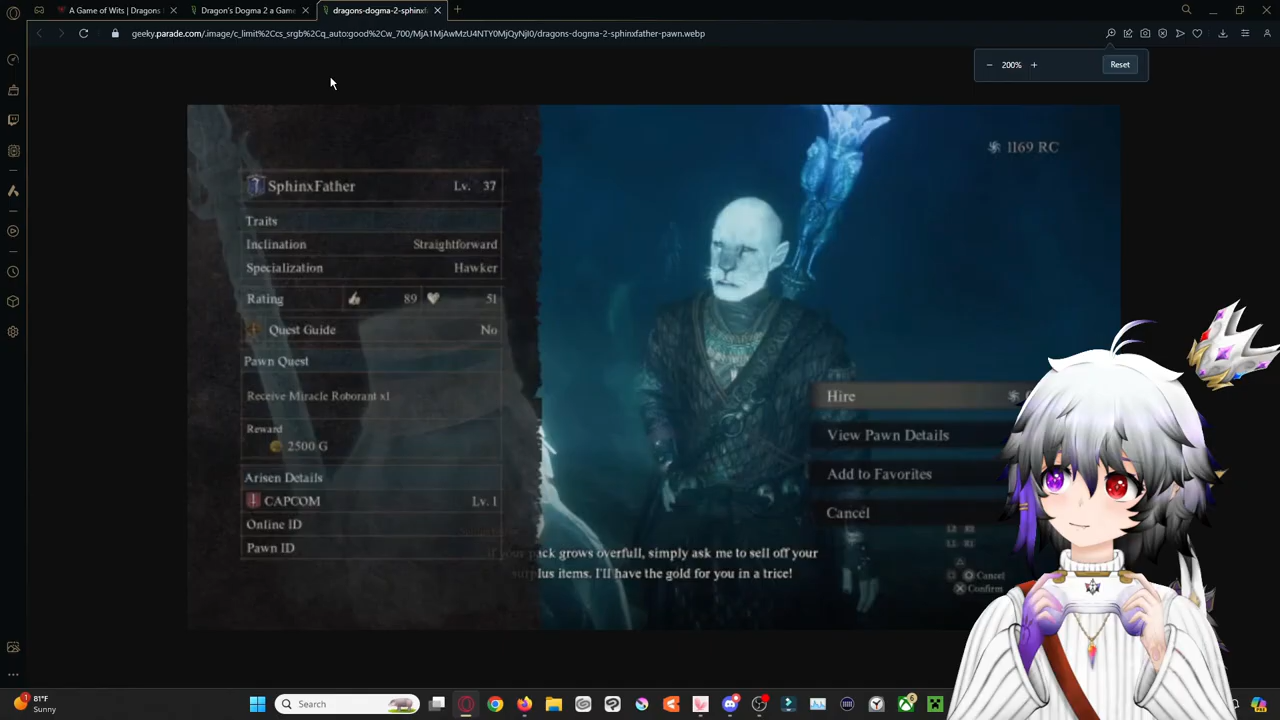 A Game of Wits | Dragons
Dragon's Dogma 2 a Game
dragons-dogma-2-sphinxfa
geeky.parade.com/.image/c_limit%2Ccs_srgb%2Cq_auto:good%2Cw_700/MjA1MjAwMzU4NTY0MjQyNjI0/dragons-dogma-2-sphinxfather-pawn.webp
200%
Reset
1169 RC
SphinxFather Lv. 37
Traits
Inclination Straightforward
Specialization Hawker
Rating 89 51
Quest Guide No
Pawn Quest
Receive Miracle Roborant x1
Reward
2500 G
Arisen Details
CAPCOM Lv. 1
Online ID
Pawn ID
Hire
View Pawn Details
Add to Favorites
Cancel
If your pack grows overfull, simply ask me to sell off your
surplus items. I'll have the gold for you in a trice!
Cancel
Confirm
81°F
Sunny
Search